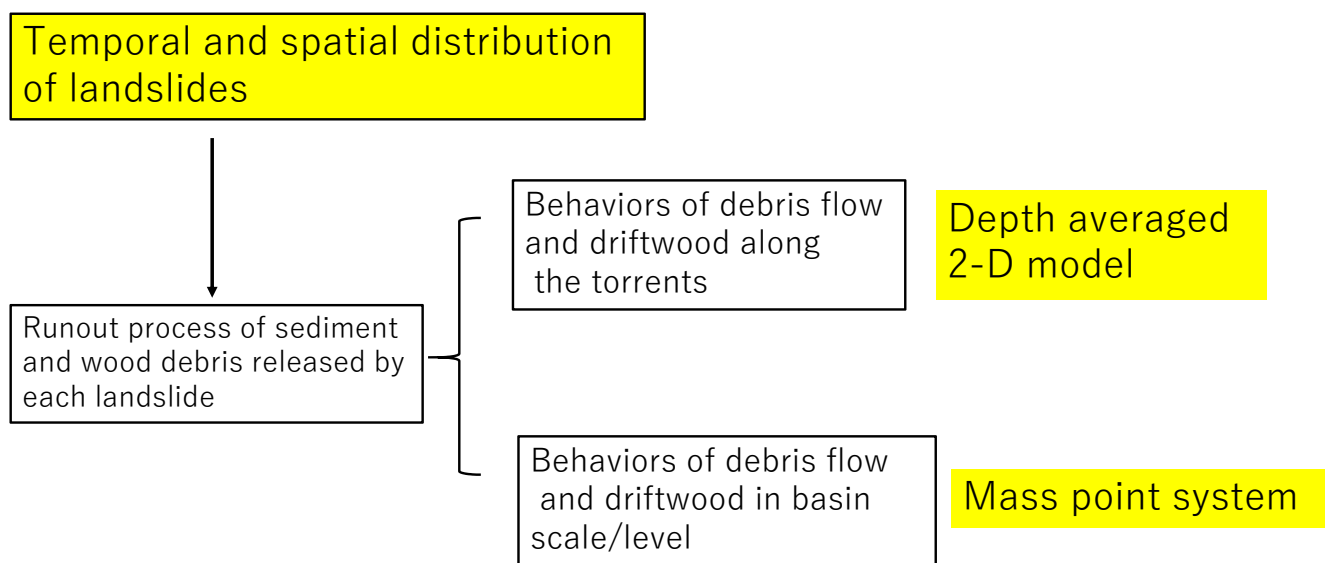 Temporal and spatial distribution
of landslides
Behaviors of debris flow
and driftwood along
the torrents
Depth averaged
2-D model
Runout process of sediment
and wood debris released by
each landslide
Behaviors of debris flow
and driftwood in basin
scale/level
Mass point system